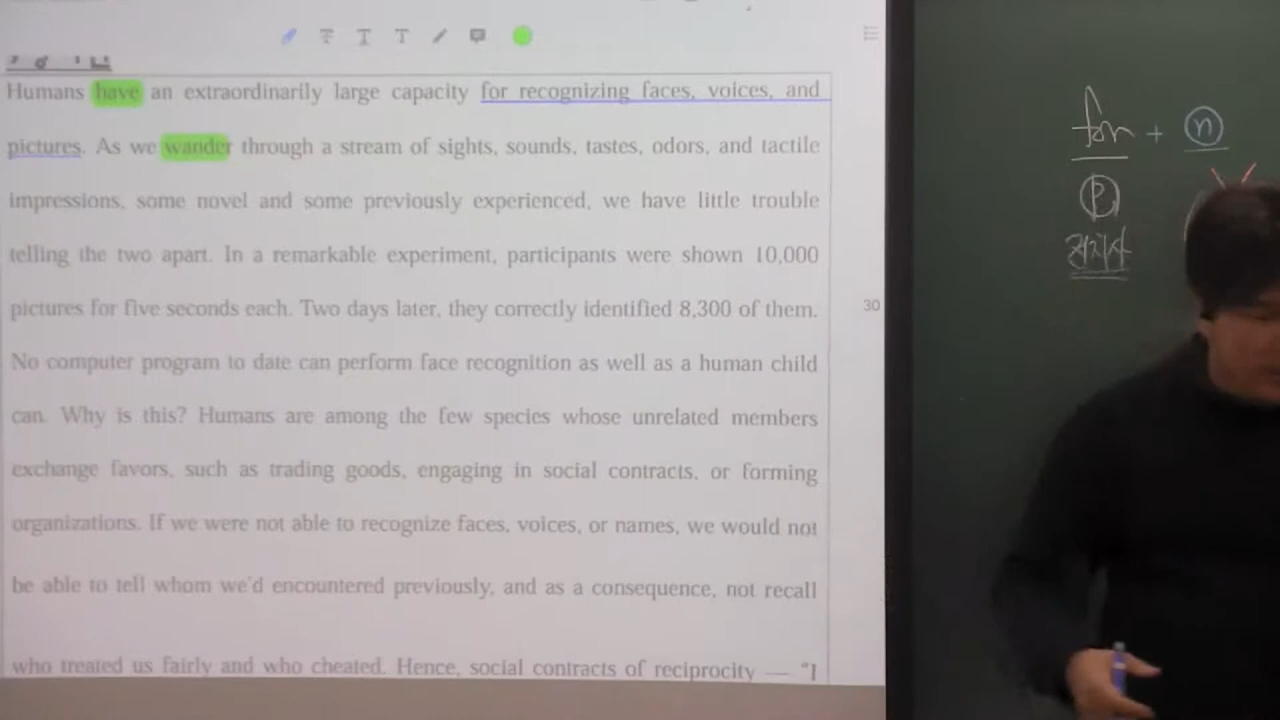 Humans have an extraordinarily large capacity for recognizing faces, voices, and
pictures. As we wander through a stream of sights, sounds, tastes, odors, and tactile
impressions, some novel and some previously experienced, we have little trouble
telling the two apart. In a remarkable experiment, participants were shown 10,000
pictures for five seconds each. Two days later, they correctly identified 8,300 of them.
No computer program to date can perform face recognition as well as a human child
can. Why is this? Humans are among the few species whose unrelated members
exchange favors, such as trading goods, engaging in social contracts, or forming
organizations. If we were not able to recognize faces, voices, or names, we would not
be able to tell whom we'd encountered previously, and as a consequence, not recall
who treated us fairly and who cheated. Hence, social contracts of reciprocity — "I
30
for + n
P
전치사